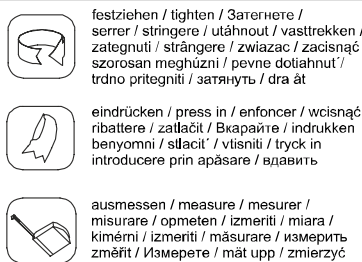 festziehen / tighten / Затегнете /
serrer / stringere / utáhnout / vasttrekken /
zategnuti / strângere / zwiazac / zacisnąć
szorosan meghúzni / pevne dotiahnut´/
trdno pritegniti / затянуть / dra åt
eindrücken / press in / enfoncer / wcisnąć
ribattere / zatlačit / Вкарайте / indrukken
benyomni / stlacit´ / vtisniti / tryck in
introducere prin apăsare / вдавить
ausmessen / measure / mesurer /
misurare / opmeten / izmeriti / miara /
kimérni / izmeriti / măsurare / измерить
změřit / Измерете / mät upp / zmierzyć